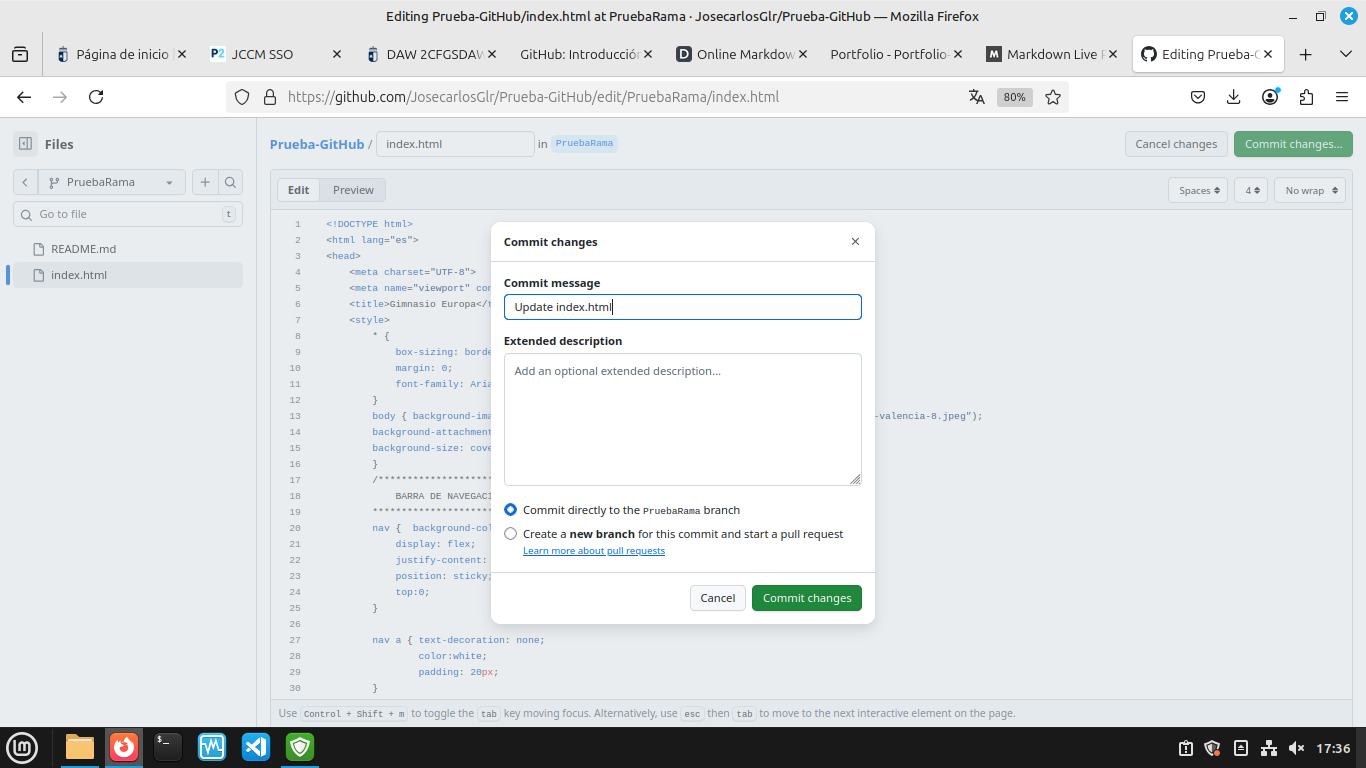 Editing Prueba-GitHub/index.html at PruebaRama · JosecarlosGlr/Prueba-GitHub — Mozilla Firefox
Página de inicio
JCCM SSO
DAW 2CFGSDAW
GitHub: Introducción
Online Markdow
Portfolio - Portfolio-
Markdown Live
Editing Prueba-G
https://github.com/JosecarlosGlr/Prueba-GitHub/edit/PruebaRama/index.html
80%
Files
Prueba-GitHub / index.html in PruebaRama
Cancel changes
Commit changes...
PruebaRama
Go to file
t
README.md
index.html
Edit
Preview
Spaces
4
No wrap
1 <!DOCTYPE html>
2 <html lang="es">
3 <head>
4 <meta charset="UTF-8">
5 <meta name="viewport" con
6 <title>Gimnasio Europa</t
7 <style>
8 * {
9 box-sizing: borde
10 margin: 0;
11 font-family: Aria
12 }
13 body { background-ima
-valencia-8.jpeg");
14 background-attachment
15 background-size: cove
16 }
17 /********************
18 BARRA DE NAVEGACI
19 *********************
20 nav { background-col
21 display: flex;
22 justify-content:
23 position: sticky;
24 top:0;
25 }
26
27 nav a { text-decoration: none;
28 color:white;
29 padding: 20px;
30 }
Commit changes
Commit message
Update index.html
Extended description
Add an optional extended description...
Commit directly to the PruebaRama branch
Create a new branch for this commit and start a pull request
Learn more about pull requests
Cancel
Commit changes
Use Control + Shift + m to toggle the tab key moving focus. Alternatively, use esc then tab to move to the next interactive element on the page.
17:36